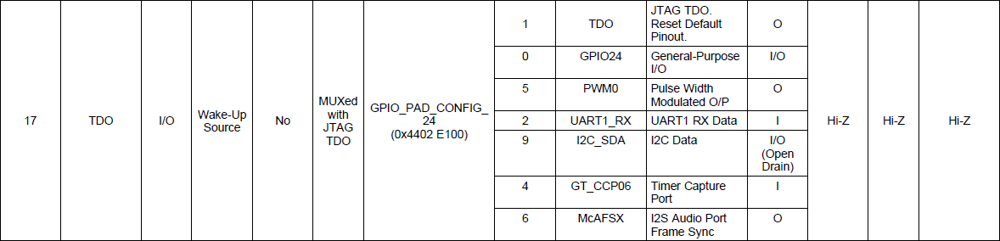 17
TDO
I/O
Wake-Up
Source
No
MUXed
with
JTAG
TDO
GPIO_PAD_CONFIG_
24
(0x4402 E100)
1
TDO
JTAG TDO.
Reset Default
Pinout.
O
0
GPIO24
General-Purpose
I/O
I/O
5
PWM0
Pulse Width
Modulated O/P
O
2
UART1_RX
UART1 RX Data
I
9
I2C_SDA
I2C Data
I/O
(Open
Drain)
4
GT_CCP06
Timer Capture
Port
I
6
McAFSX
I2S Audio Port
Frame Sync
O
Hi-Z
Hi-Z
Hi-Z